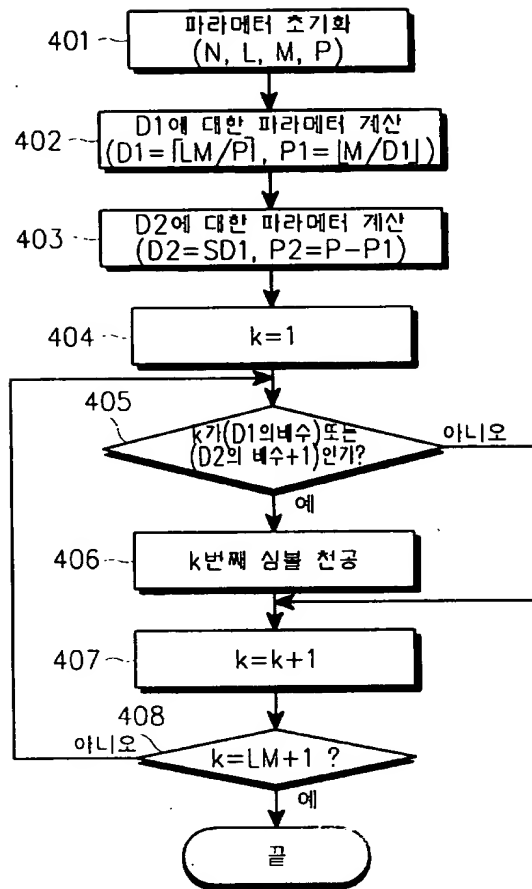 401
파라메터 초기화
(N, L, M, P)
402
D1에 대한 파라메터 계산
(D1=⌈LM/P⌉, P1=⌊M/D1⌋)
403
D2에 대한 파라메터 계산
(D2=SD1, P2=P-P1)
404
k=1
405
k가(D1의배수)또는
(D2의 배수+1)인가?
아니오
예
406
k번째 심볼 천공
407
k=k+1
408
아니오
k=LM+1 ?
예
끝